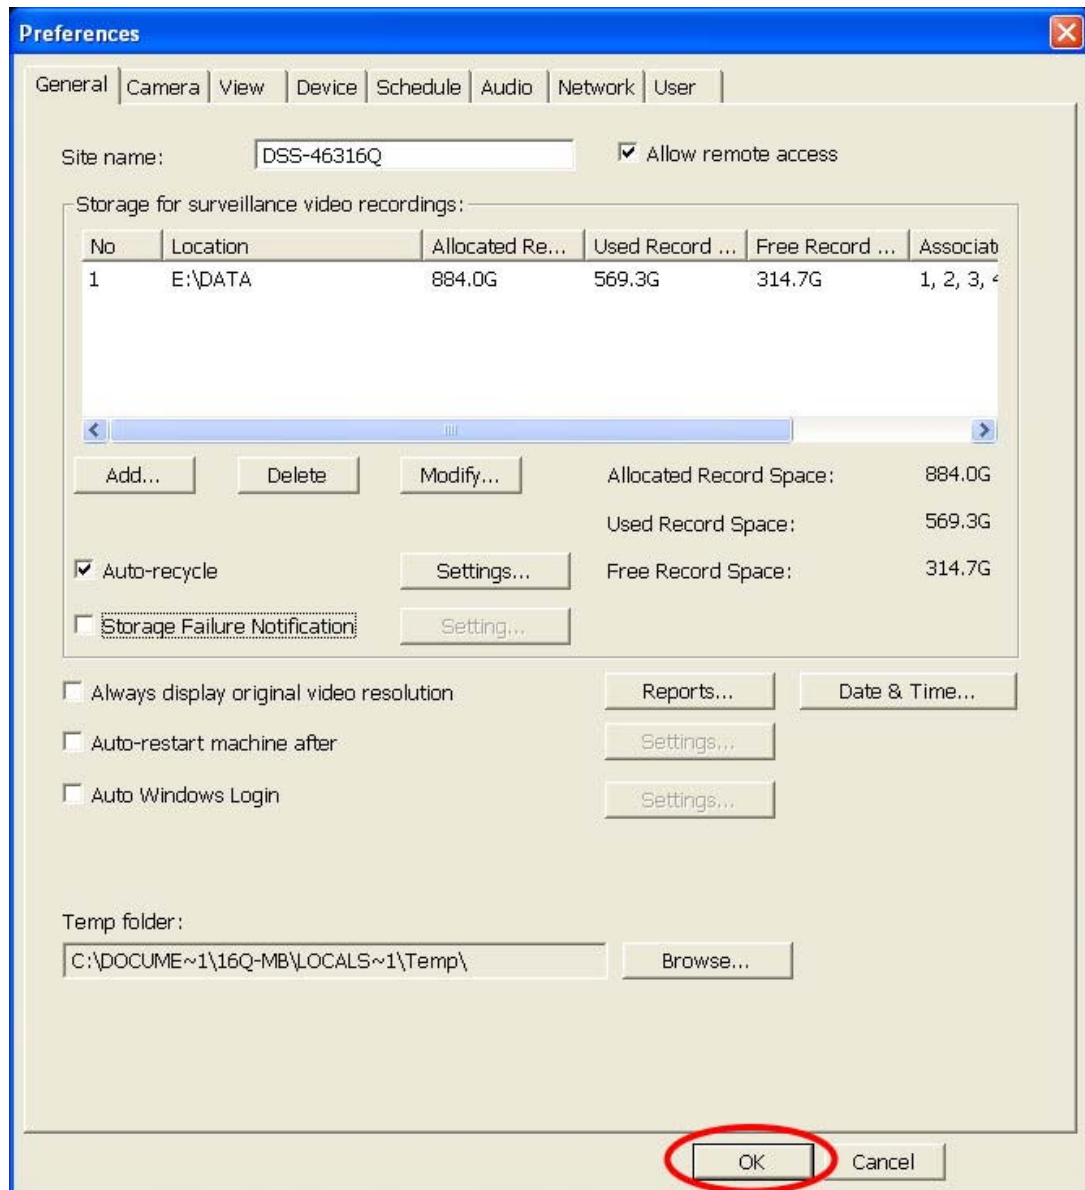 Preferences
General Camera View Device Schedule Audio Network User
Site name: DSS-46316Q Allow remote access
Storage for surveillance video recordings:
No Location Allocated Re... Used Record ... Free Record ... Associat
1 E:\DATA 884.0G 569.3G 314.7G 1, 2, 3, 4
Add... Delete Modify... Allocated Record Space: 884.0G
Used Record Space: 569.3G
Auto-recycle Settings... Free Record Space: 314.7G
Storage Failure Notification Setting...
Always display original video resolution Reports... Date & Time...
Auto-restart machine after Settings...
Auto Windows Login Settings...
Temp folder:
C:\DOCUME~1\16Q-MB\LOCALS~1\Temp\ Browse...
OK Cancel